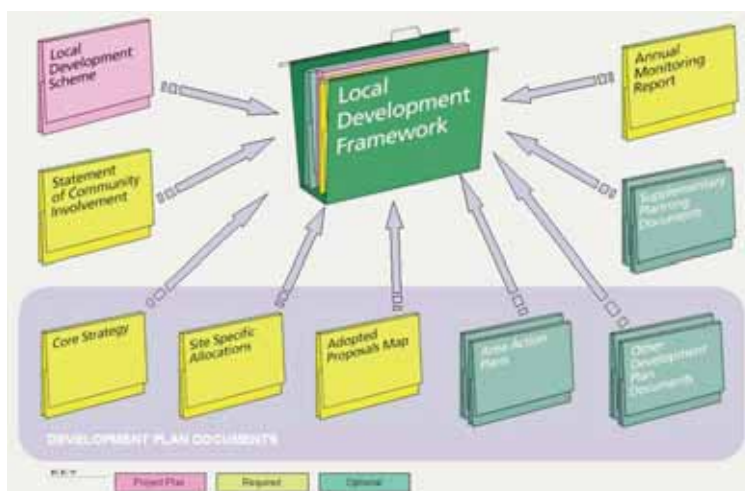 Local
Development
Scheme
Local
Development
Framework
Annual
Monitoring
Report
Statement
of Community
Involvement
Supplementary
Planning
Documents
Core Strategy
Site Specific
Allocations
Adopted
Proposals Map
Area Action
Plans
Other
Development
Plan
Documents
DEVELOPMENT PLAN DOCUMENTS
KEY
Project Plan
Required
Optional